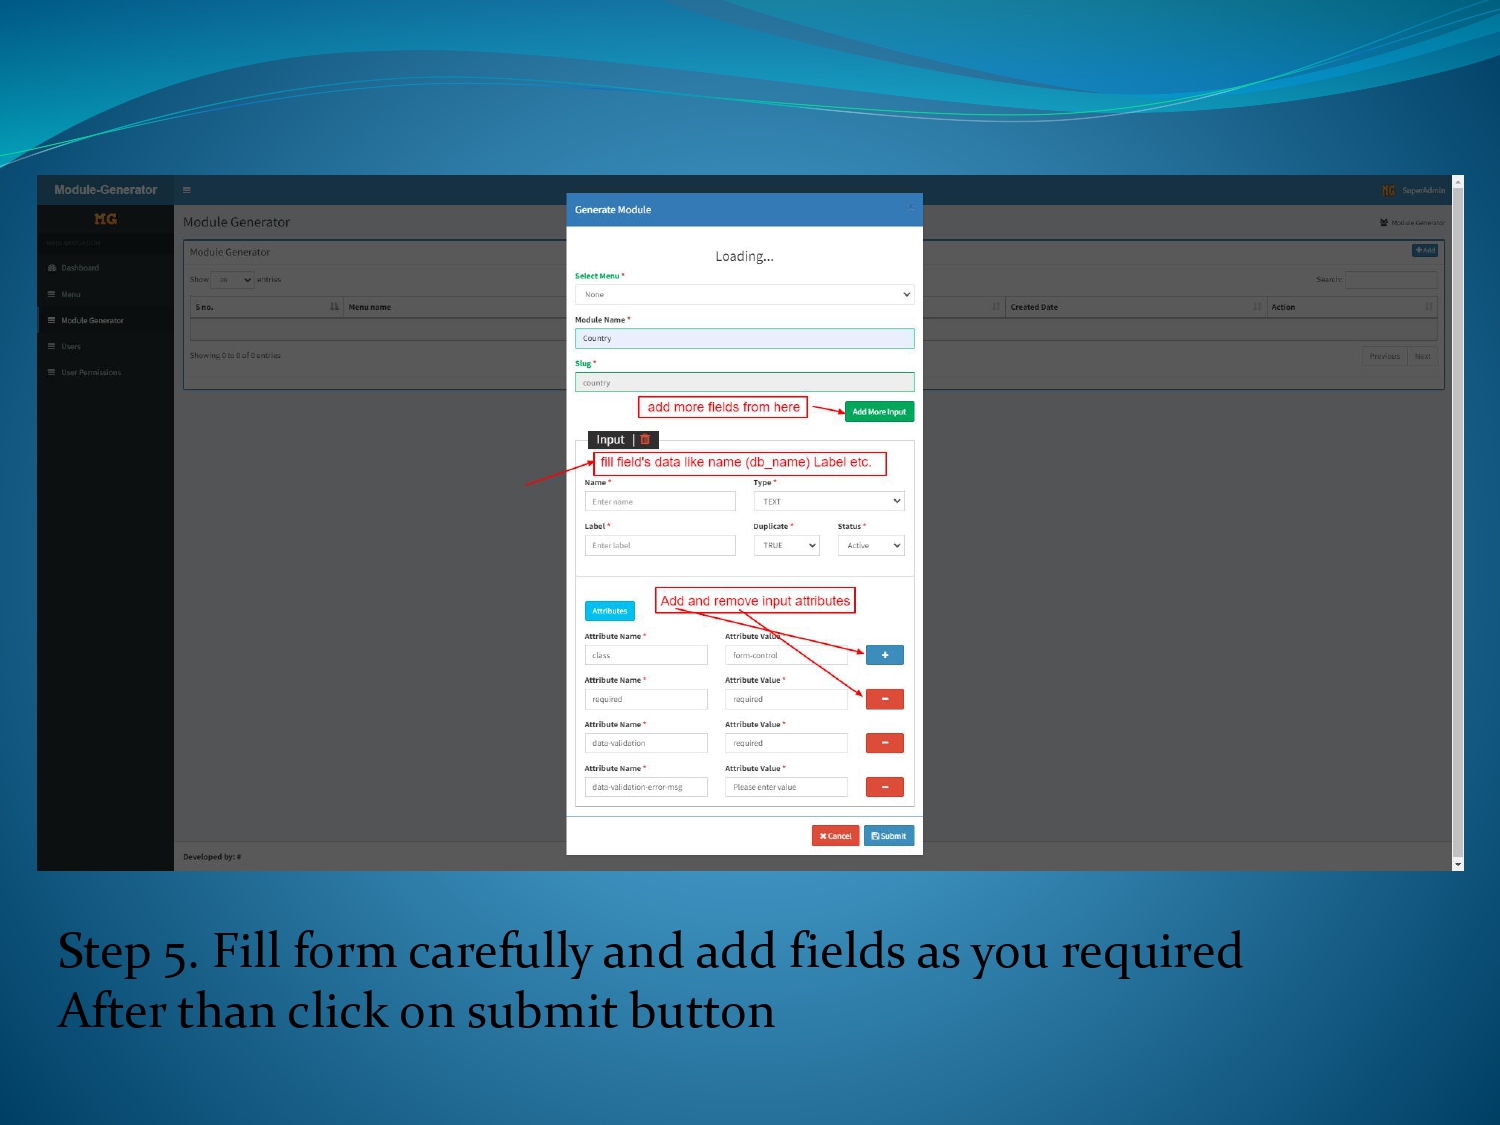 Module-Generator
MG SuperAdmin
MG
Module Generator
Module Generator
MAIN NAVIGATION
Dashboard
Menu
Module Generator
Users
User Permissions
Module Generator
+Add
Show 10 entries
Search:
S no.
Menu name
Created Date
Action
Showing 0 to 0 of 0 entries
Previous Next
Developed by: #
Generate Module
Loading...
Select Menu *
None
Module Name *
Country
Slug *
country
add more fields from here
Add More Input
Input |
fill field's data like name (db_name) Label etc.
Name * Type *
Enter name TEXT
Label * Duplicate * Status *
Enter label TRUE Active
Add and remove input attributes
Attributes
Attribute Name * Attribute Value *
class form-control +
Attribute Name * Attribute Value *
required required -
Attribute Name * Attribute Value *
data-validation required -
Attribute Name * Attribute Value *
data-validation-error-msg Please enter value -
Cancel Submit
Step 5. Fill form carefully and add fields as you required
After than click on submit button